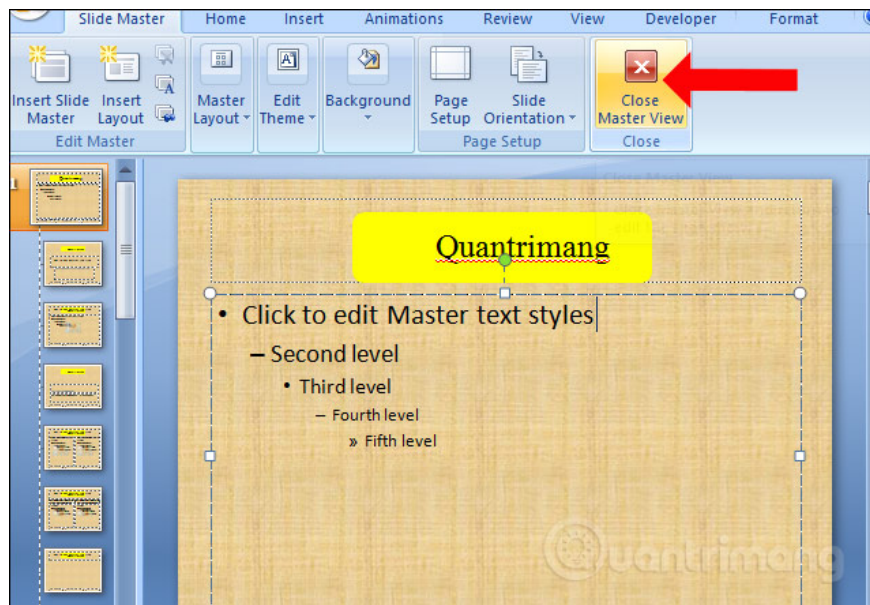 Slide Master Home Insert Animations Review View Developer Format
Insert Slide Master
Insert Layout
Master Layout
Edit Theme
Background
Page Setup
Slide Orientation
Close Master View
Edit Master
Page Setup
Close
1
Quantrimang
• Click to edit Master text styles
– Second level
• Third level
– Fourth level
» Fifth level
Quantrimang